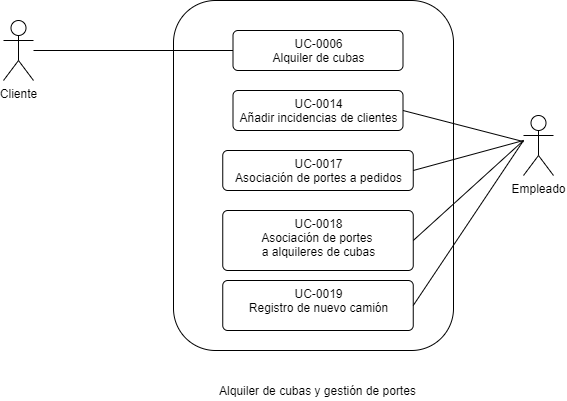 UC-0006
Alquiler de cubas
Cliente
UC-0014
Añadir incidencias de clientes
UC-0017
Asociación de portes a pedidos
Empleado
UC-0018
Asociación de portes
a alquileres de cubas
UC-0019
Registro de nuevo camión
Alquiler de cubas y gestión de portes